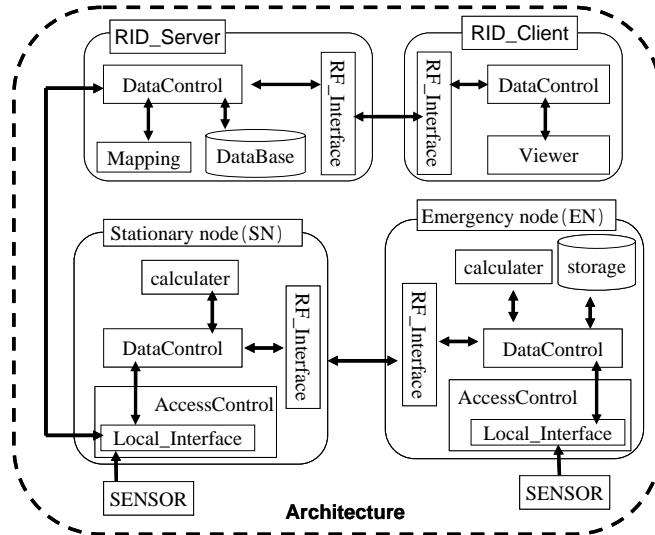 RID_Server
DataControl
Mapping
DataBase
RF_Interface
RID_Client
RF_Interface
DataControl
Viewer
Stationary node(SN)
calculater
DataControl
RF_Interface
AccessControl
Local_Interface
SENSOR
Emergency node(EN)
calculater
storage
RF_Interface
DataControl
AccessControl
Local_Interface
SENSOR
Architecture